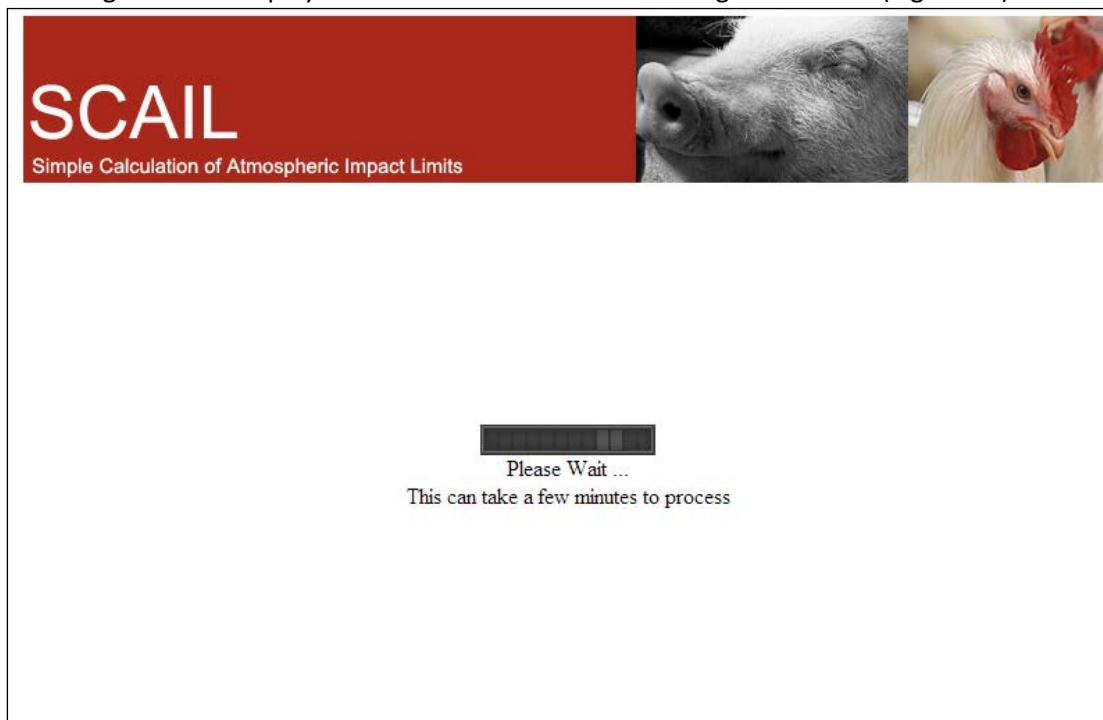 SCAIL
Simple Calculation of Atmospheric Impact Limits
Please Wait ...
This can take a few minutes to process